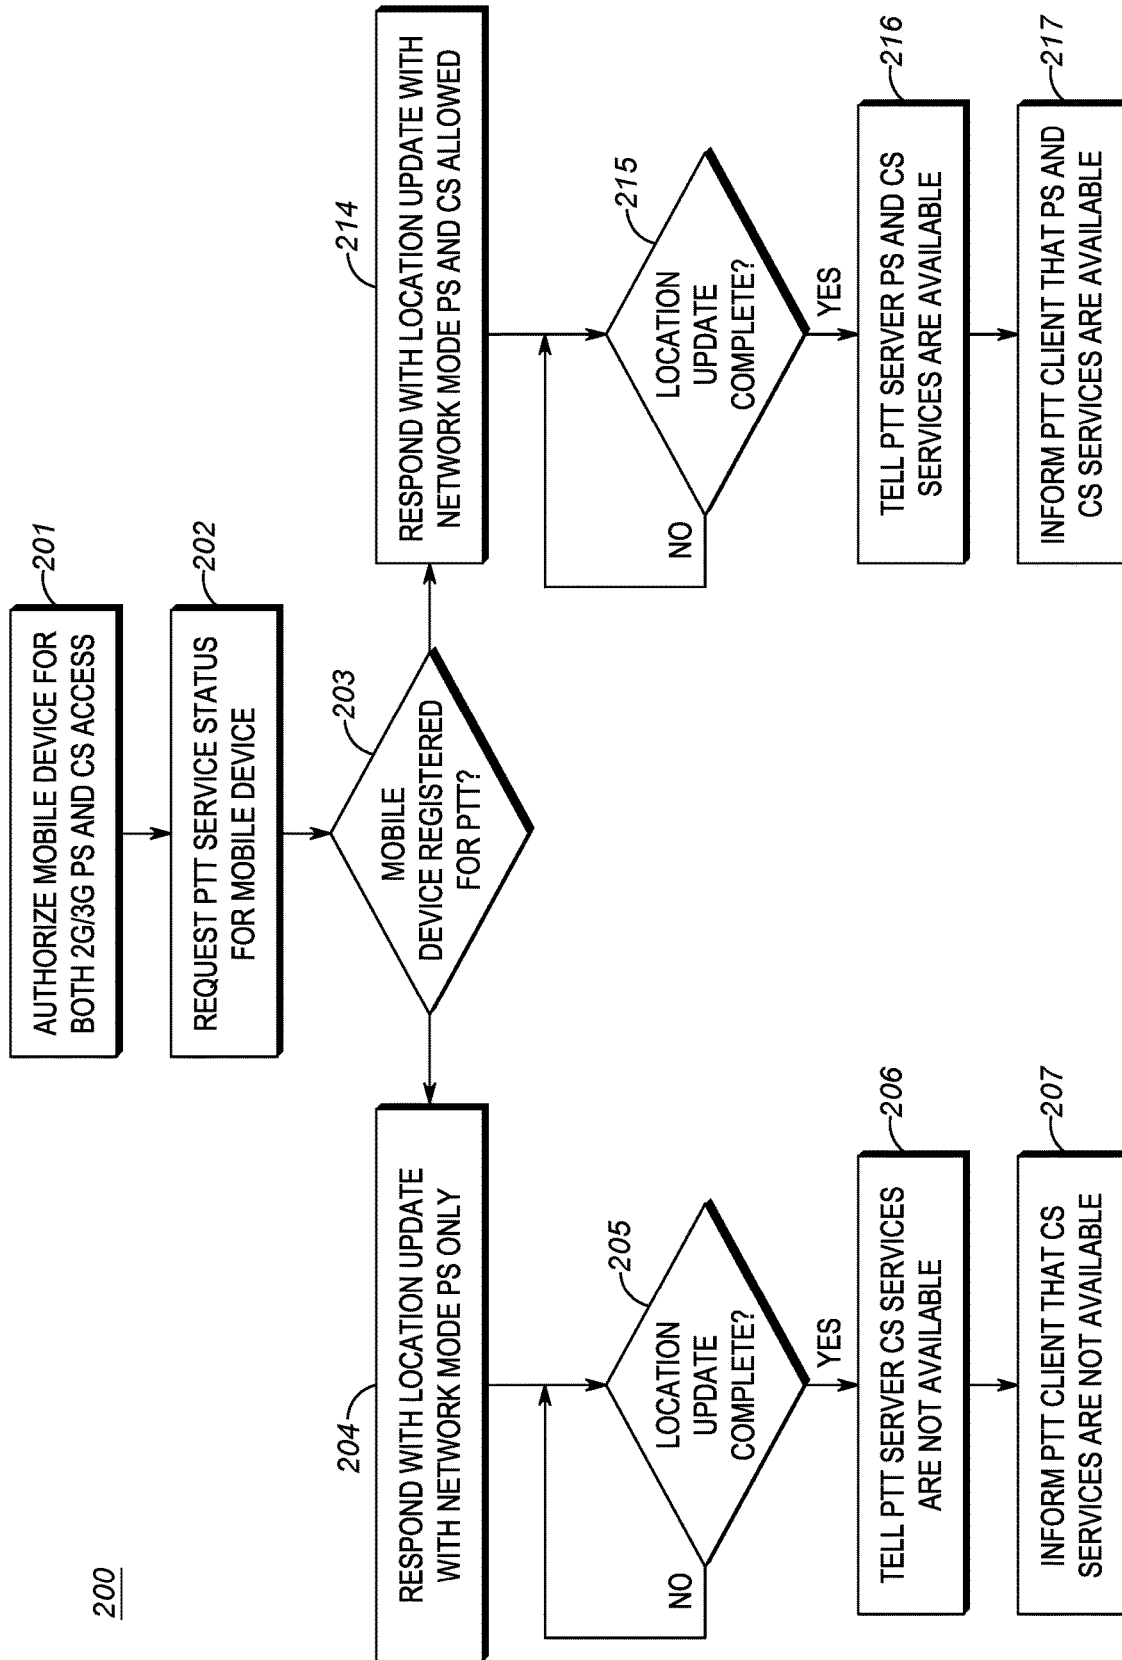 200
AUTHORIZE MOBILE DEVICE FOR
BOTH 2G/3G PS AND CS ACCESS
201
REQUEST PTT SERVICE STATUS
FOR MOBILE DEVICE
202
MOBILE
DEVICE REGISTERED
FOR PTT?
203
204
RESPOND WITH LOCATION UPDATE
WITH NETWORK MODE PS ONLY
LOCATION
UPDATE
COMPLETE?
205
NO
YES
TELL PTT SERVER CS SERVICES
ARE NOT AVAILABLE
206
INFORM PTT CLIENT THAT CS
SERVICES ARE NOT AVAILABLE
207
214
RESPOND WITH LOCATION UPDATE WITH
NETWORK MODE PS AND CS ALLOWED
LOCATION
UPDATE
COMPLETE?
215
NO
YES
TELL PTT SERVER PS AND CS
SERVICES ARE AVAILABLE
216
INFORM PTT CLIENT THAT PS AND
CS SERVICES ARE AVAILABLE
217